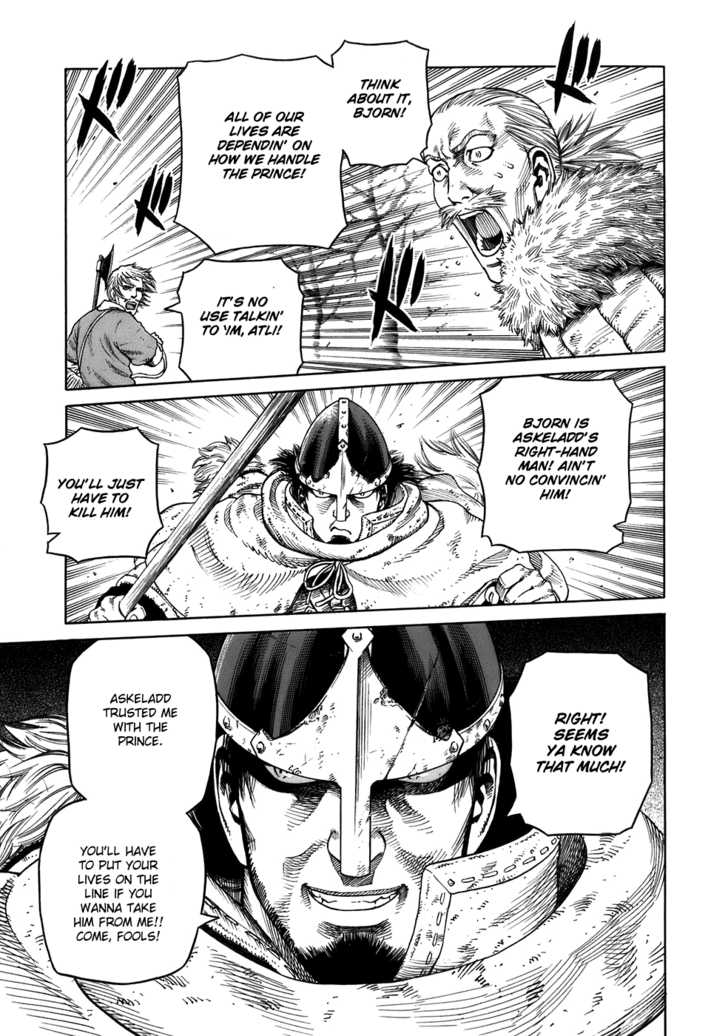 THINK
ABOUT IT,
BJORN!
ALL OF OUR
LIVES ARE
DEPENDIN' ON
HOW WE HANDLE
THE PRINCE!
IT'S NO
USE TALKIN'
TO 'IM, ATLI!
BJORN IS
ASKELADD'S
RIGHT-HAND
MAN! AIN'T
NO CONVINCIN'
HIM!
YOU'LL JUST
HAVE TO
KILL HIM!
RIGHT!
SEEMS
YA KNOW
THAT MUCH!
ASKELADD
TRUSTED ME
WITH THE
PRINCE.
YOU'LL HAVE
TO PUT YOUR
LIVES ON THE
LINE IF YOU
WANNA TAKE
HIM FROM ME!!
COME, FOOLS!